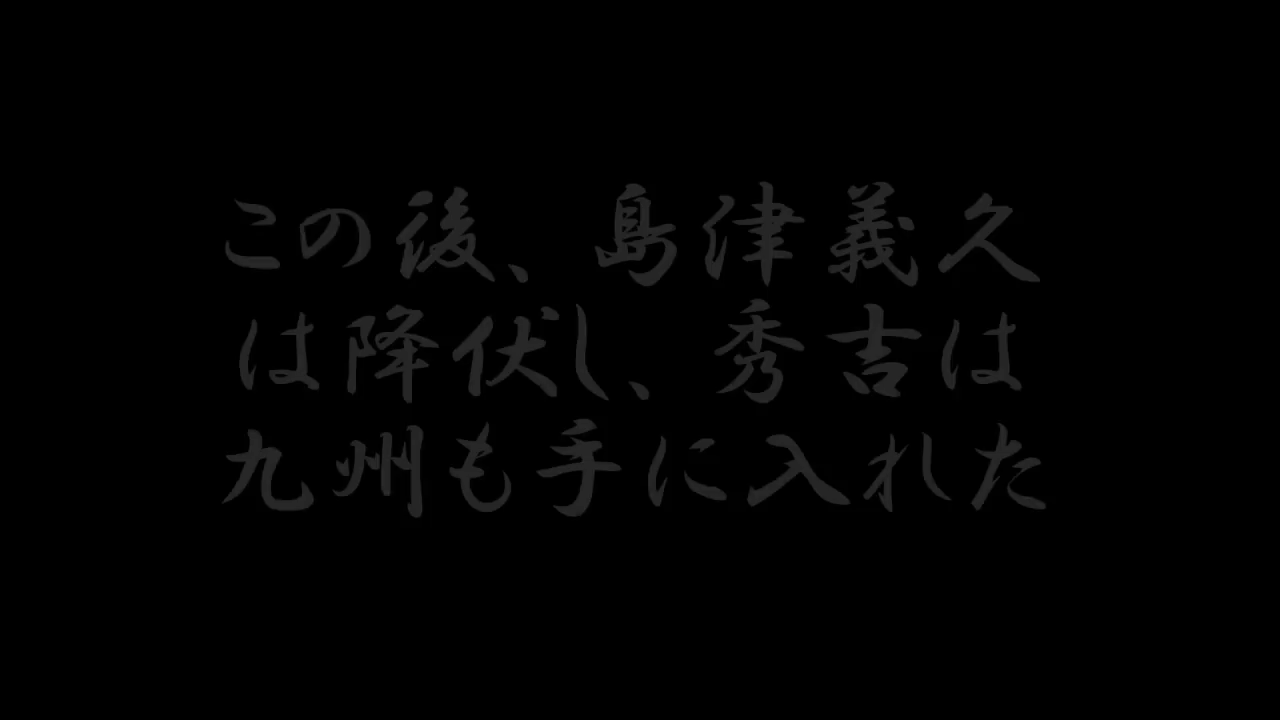 この後、島津義久
は降伏し、秀吉は
九州も手に入れた